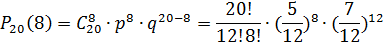 P₂₀(8) = C₂₀⁸ · p⁸ · q²⁰⁻⁸ = 20!/12!8! · (5/12)⁸ · (7/12)¹²